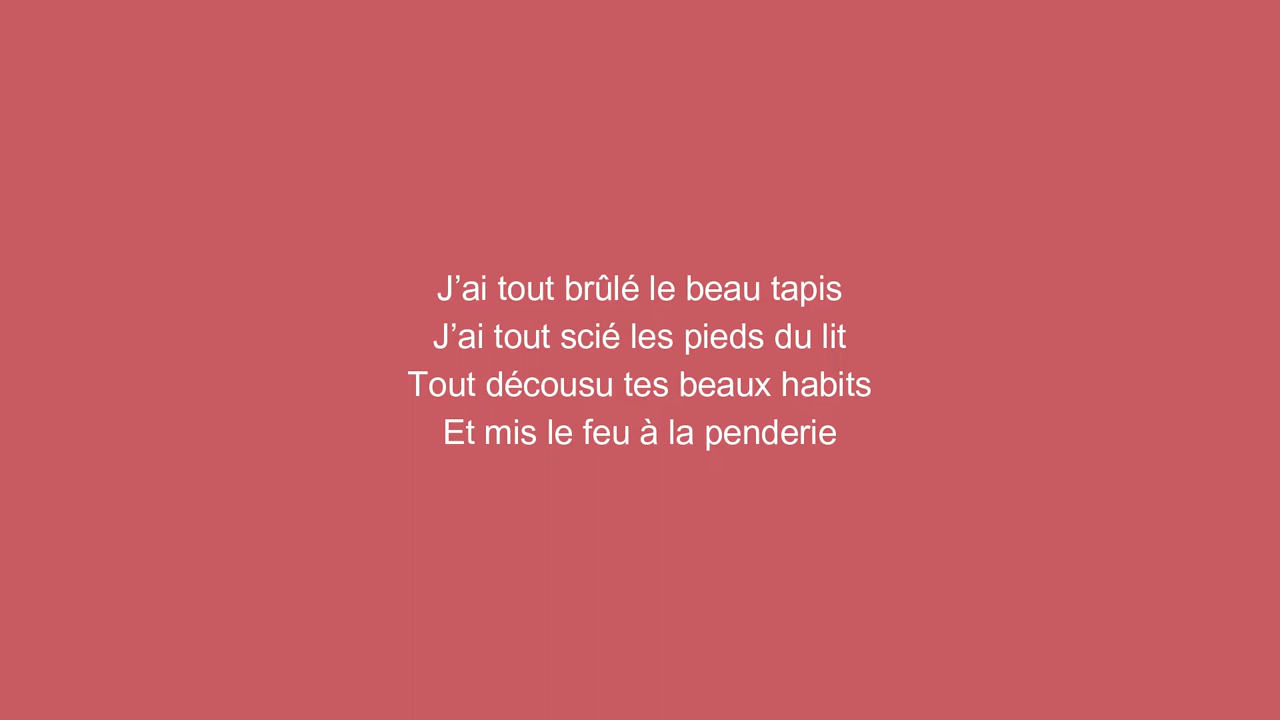 J’ai tout brûlé le beau tapis
J’ai tout scié les pieds du lit
Tout décousu tes beaux habits
Et mis le feu à la penderie